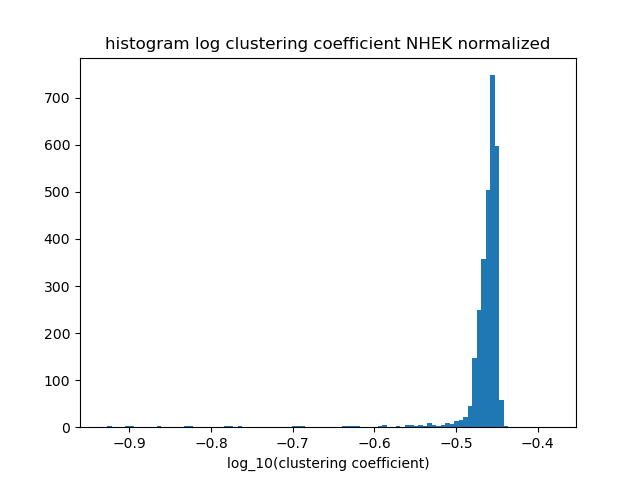 histogram log clustering coefficient NHEK normalized
700
600
500
400
300
200
100
0
−0.9 −0.8 −0.7 −0.6 −0.5 −0.4
log_10(clustering coefficient)